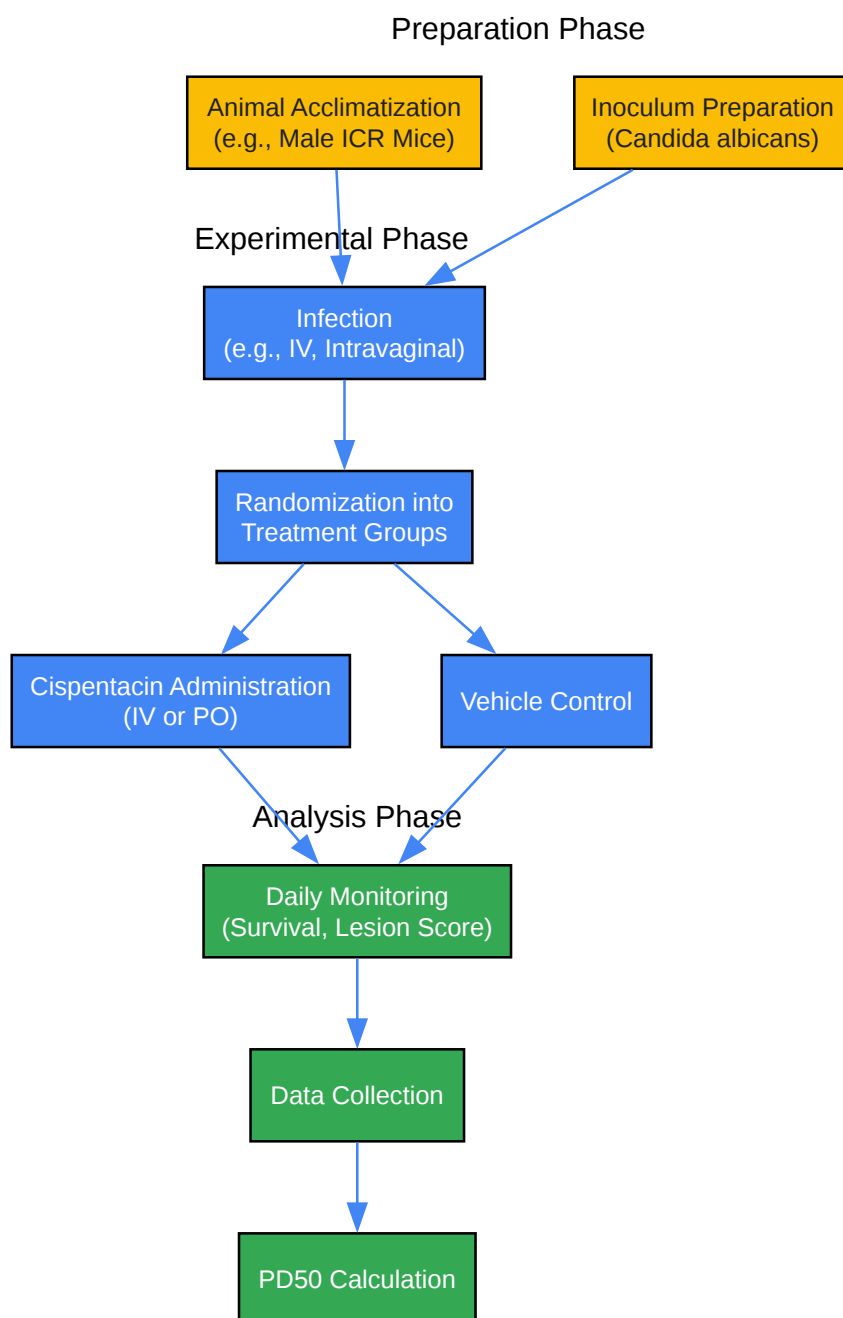 Preparation Phase
Animal Acclimatization
(e.g., Male ICR Mice)
Inoculum Preparation
(Candida albicans)
Experimental Phase
Infection
(e.g., IV, Intravaginal)
Randomization into
Treatment Groups
Cispentacin Administration
(IV or PO)
Vehicle Control
Analysis Phase
Daily Monitoring
(Survival, Lesion Score)
Data Collection
PD50 Calculation